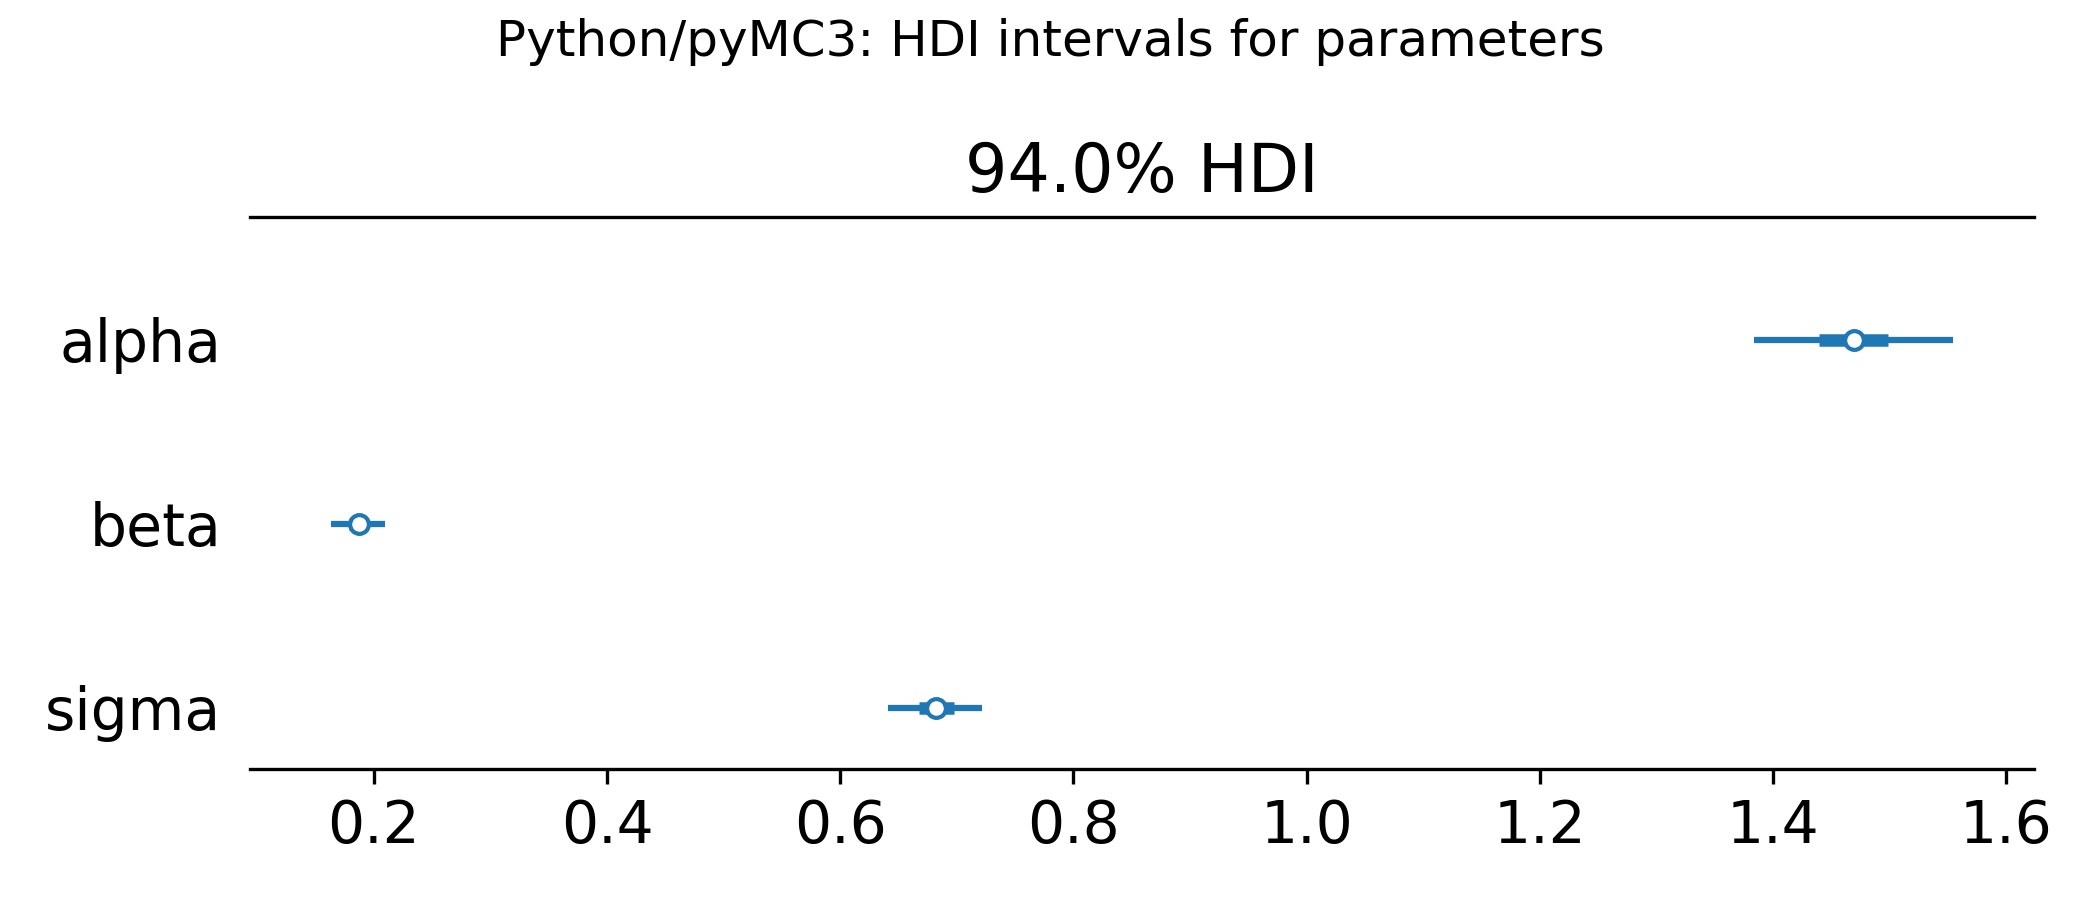 Python/pyMC3: HDI intervals for parameters
94.0% HDI
alpha
beta
sigma
0.2 0.4 0.6 0.8 1.0 1.2 1.4 1.6